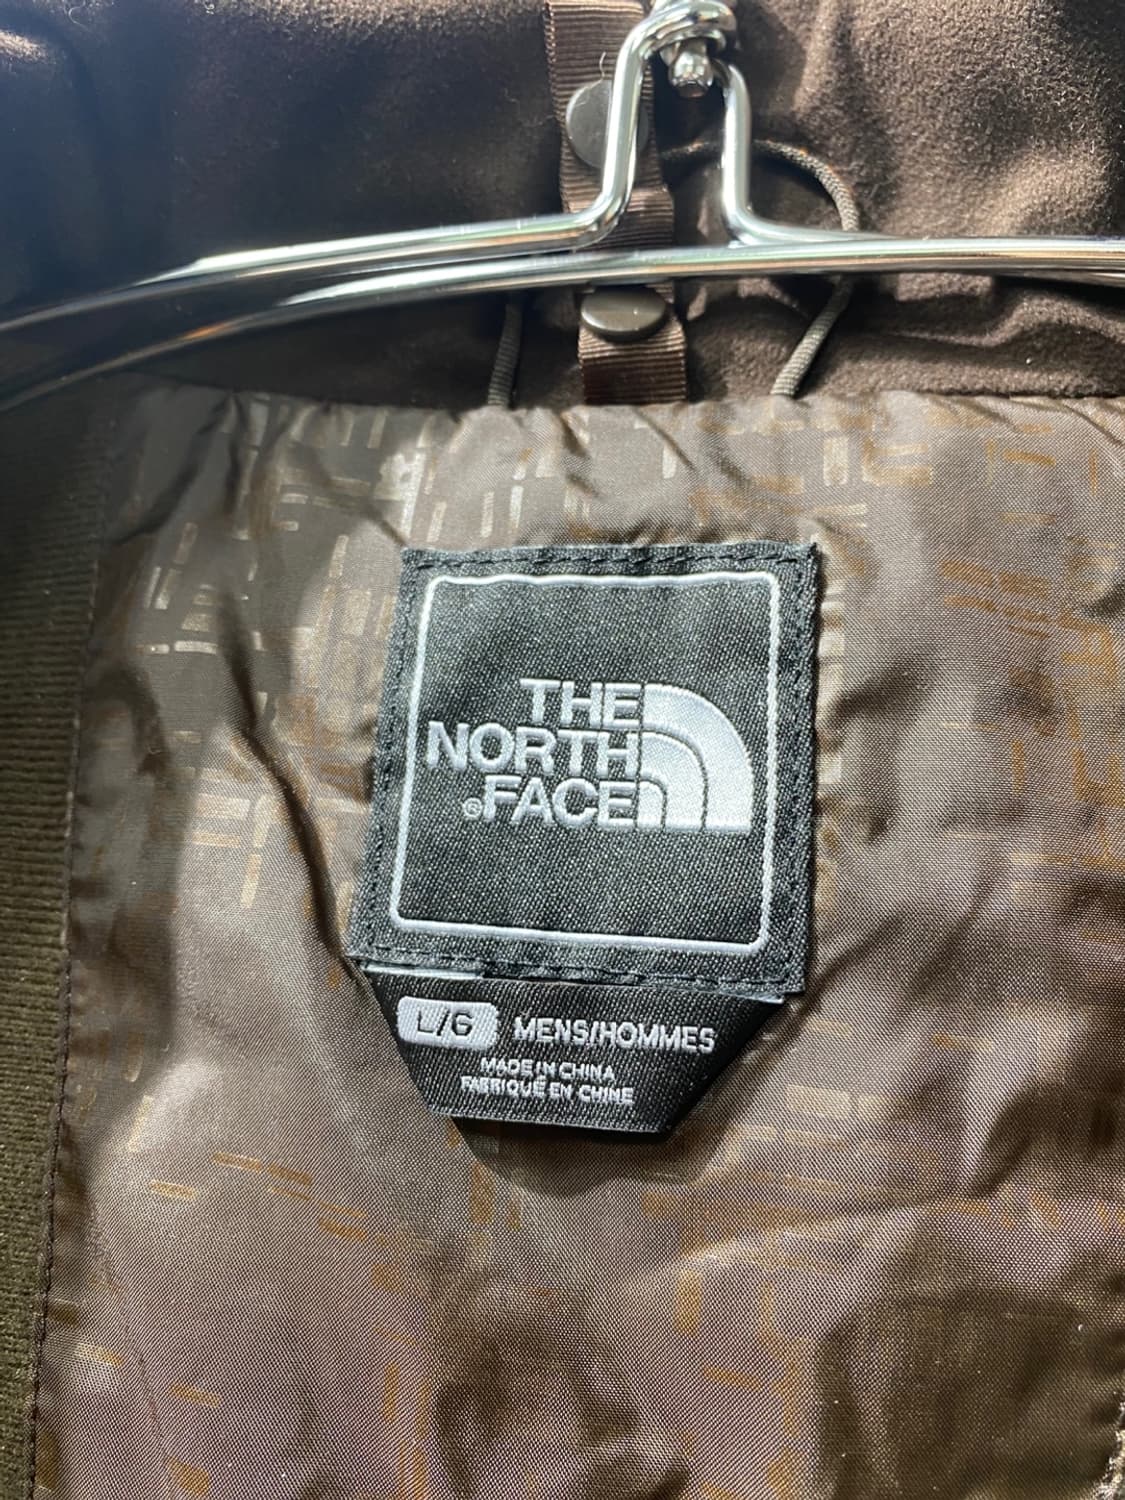 THE
NORTH
®FACE
L/G MENS/HOMMES
MADE IN CHINA
FABRIQUÉ EN CHINE